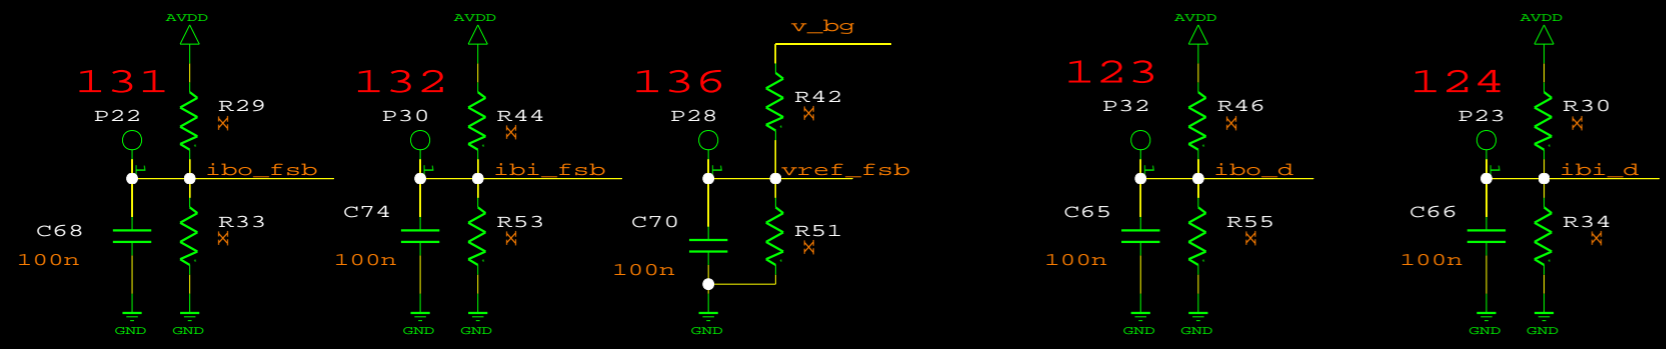 AVDD
131
P22
R29
X
L
ibo_fsb
C68
R33
X
100n
GND
GND
AVDD
132
P30
R44
X
L
ibi_fsb
C74
R53
X
100n
GND
GND
v_bg
136
P28
R42
X
L
vref_fsb
C70
R51
X
100n
GND
AVDD
123
P32
R46
X
L
ibo_d
C65
R55
X
100n
GND
GND
AVDD
124
P23
R30
X
L
ibi_d
C66
R34
X
100n
GND
GND